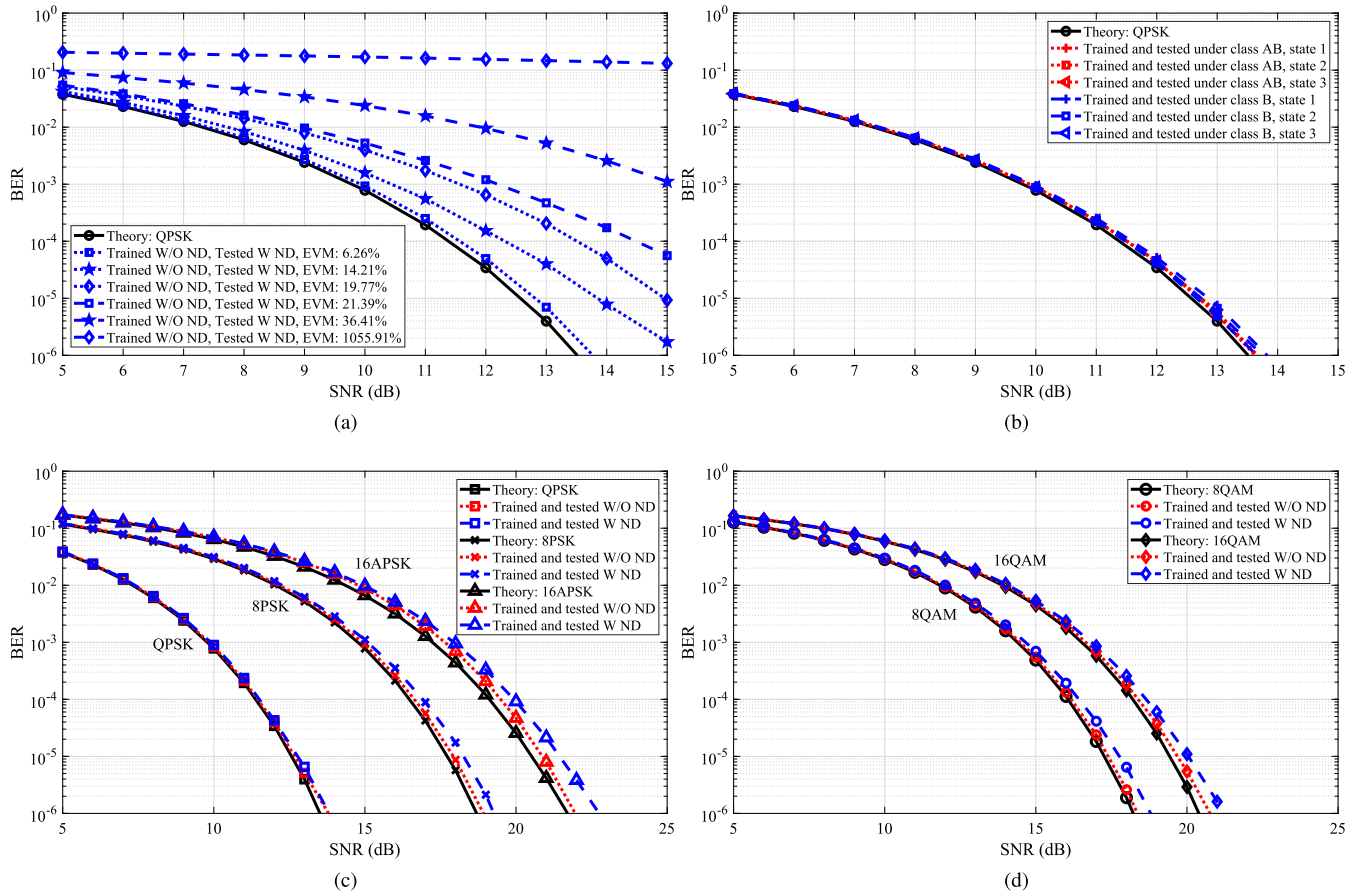 10^0
10^-1
10^-2
10^-3
10^-4
10^-5
10^-6
BER
Theory: QPSK
Trained W/O ND, Tested W ND, EVM: 6.26%
Trained W/O ND, Tested W ND, EVM: 14.21%
Trained W/O ND, Tested W ND, EVM: 19.77%
Trained W/O ND, Tested W ND, EVM: 21.39%
Trained W/O ND, Tested W ND, EVM: 36.41%
Trained W/O ND, Tested W ND, EVM: 1055.91%
5 6 7 8 9 10 11 12 13 14 15
SNR (dB)
(a)
10^0
10^-1
10^-2
10^-3
10^-4
10^-5
10^-6
BER
Theory: QPSK
Trained and tested under class AB, state 1
Trained and tested under class AB, state 2
Trained and tested under class AB, state 3
Trained and tested under class B, state 1
Trained and tested under class B, state 2
Trained and tested under class B, state 3
5 6 7 8 9 10 11 12 13 14 15
SNR (dB)
(b)
10^0
10^-1
10^-2
10^-3
10^-4
10^-5
10^-6
BER
Theory: QPSK
Trained and tested W/O ND
Trained and tested W ND
Theory: 8PSK
Trained and tested W/O ND
Trained and tested W ND
Theory: 16APSK
Trained and tested W/O ND
Trained and tested W ND
16APSK
8PSK
QPSK
5 10 15 20 25
SNR (dB)
(c)
10^0
10^-1
10^-2
10^-3
10^-4
10^-5
10^-6
BER
Theory: 8QAM
Trained and tested W/O ND
Trained and tested W ND
Theory: 16QAM
Trained and tested W/O ND
Trained and tested W ND
16QAM
8QAM
5 10 15 20 25
SNR (dB)
(d)